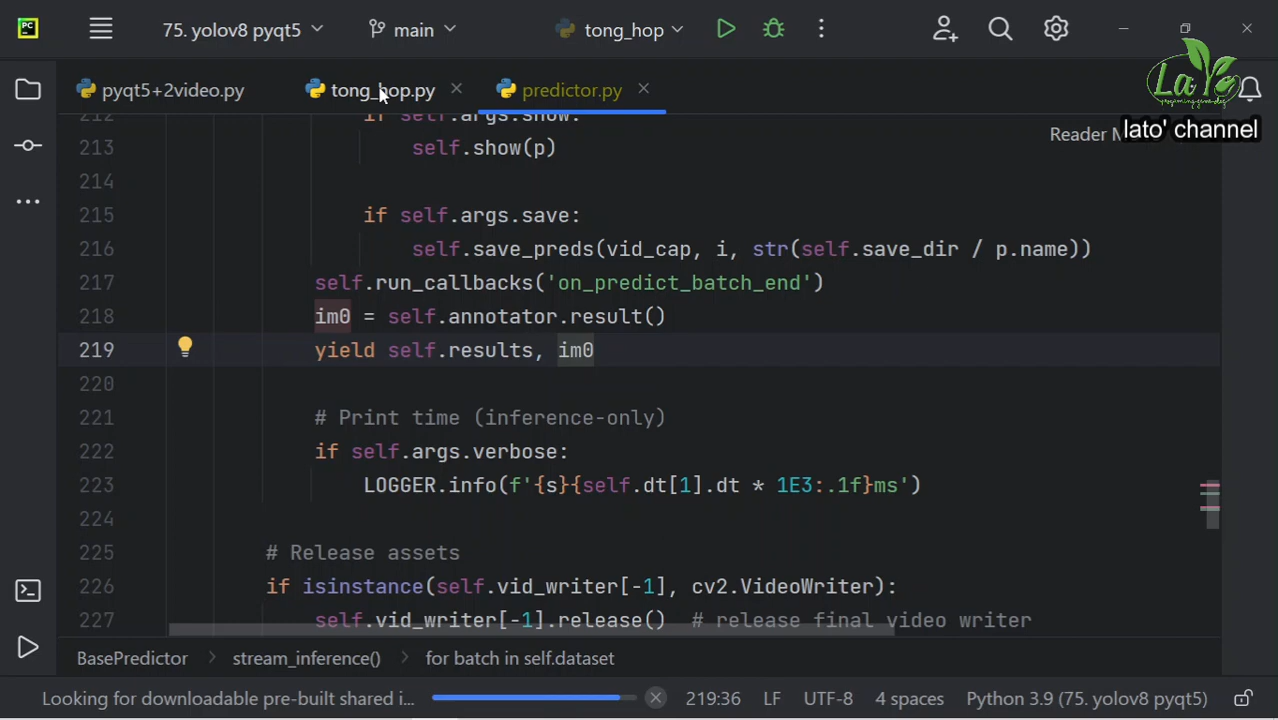 PC
75. yolov8 pyqt5
main
tong_hop
pyqt5+2video.py
tong_hop.py
predictor.py
LaTo
programing every day
lato' channel
Reader M
212 if self.args.show:
213 self.show(p)
214
215 if self.args.save:
216 self.save_preds(vid_cap, i, str(self.save_dir / p.name))
217 self.run_callbacks('on_predict_batch_end')
218 im0 = self.annotator.result()
219 yield self.results, im0
220
221 # Print time (inference-only)
222 if self.args.verbose:
223 LOGGER.info(f'{s}{self.dt[1].dt * 1E3:.1f}ms')
224
225 # Release assets
226 if isinstance(self.vid_writer[-1], cv2.VideoWriter):
227 self.vid_writer[-1].release() # release final video writer
BasePredictor > stream_inference() > for batch in self.dataset
Looking for downloadable pre-built shared i... 219:36 LF UTF-8 4 spaces Python 3.9 (75. yolov8 pyqt5)